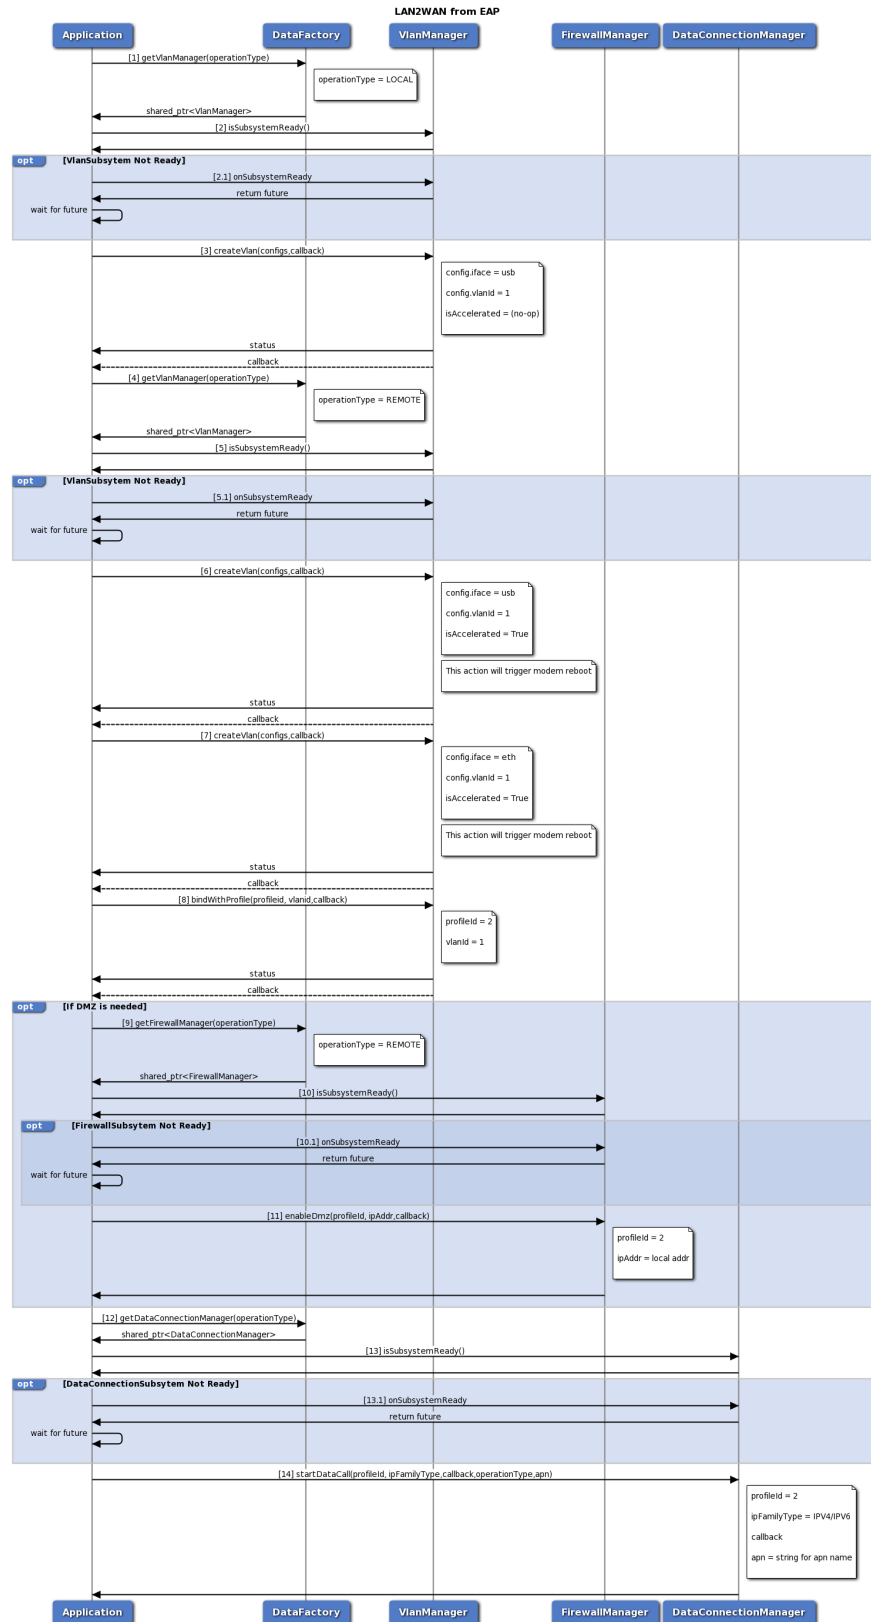 LAN2WAN from EAP
Application
DataFactory
VlanManager
FirewallManager
DataConnectionManager
[1] getVlanManager(operationType)
operationType = LOCAL
shared_ptr<VlanManager>
[2] isSubsystemReady()
opt
[VlanSubsytem Not Ready]
[2.1] onSubsystemReady
return future
wait for future
[3] createVlan(configs,callback)
config.iface = usb
config.vlanId = 1
isAccelerated = (no-op)
status
callback
[4] getVlanManager(operationType)
operationType = REMOTE
shared_ptr<VlanManager>
[5] isSubsystemReady()
opt
[VlanSubsytem Not Ready]
[5.1] onSubsystemReady
return future
wait for future
[6] createVlan(configs,callback)
config.iface = usb
config.vlanId = 1
isAccelerated = True
This action will trigger modem reboot
status
callback
[7] createVlan(configs,callback)
config.iface = eth
config.vlanId = 1
isAccelerated = True
This action will trigger modem reboot
status
callback
[8] bindWithProfile(profileid, vlanid,callback)
profileId = 2
vlanId = 1
status
callback
opt
[If DMZ is needed]
[9] getFirewallManager(operationType)
operationType = REMOTE
shared_ptr<FirewallManager>
[10] isSubsystemReady()
opt
[FirewallSubsytem Not Ready]
[10.1] onSubsystemReady
return future
wait for future
[11] enableDmz(profileId, ipAddr,callback)
profileId = 2
ipAddr = local addr
[12] getDataConnectionManager(operationType)
shared_ptr<DataConnectionManager>
[13] isSubsystemReady()
opt
[DataConnectionSubsytem Not Ready]
[13.1] onSubsystemReady
return future
wait for future
[14] startDataCall(profileId, ipFamilyType,callback,operationType,apn)
profileId = 2
ipFamilyType = IPV4/IPV6
callback
apn = string for apn name
Application
DataFactory
VlanManager
FirewallManager
DataConnectionManager